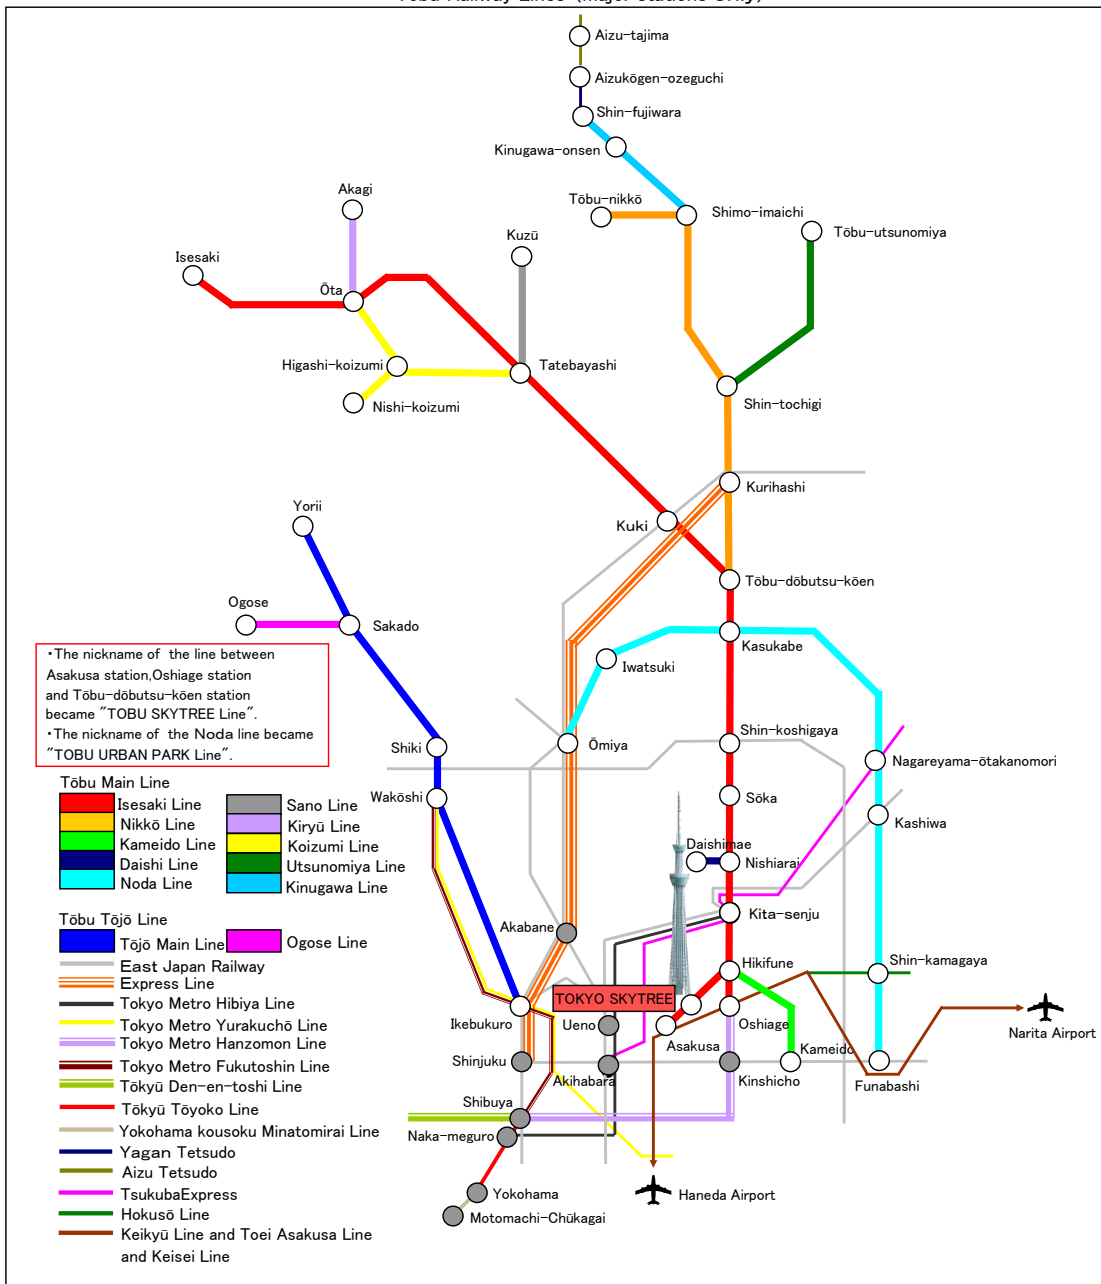 Tōbu Railway Lines (major stations Only)
Aizu-tajima
Aizukōgen-ozeguchi
Shin-fujiwara
Kinugawa-onsen
Akagi
Tōbu-nikkō
Shimo-imaichi
Tōbu-utsunomiya
Kuzū
Isesaki
Ōta
Higashi-koizumi
Tatebayashi
Nishi-koizumi
Shin-tochigi
Kurihashi
Yorii
Kuki
Tōbu-dōbutsu-kōen
Ogose
Sakado
Kasukabe
Iwatsuki
・The nickname of the line between
Asakusa station,Oshiage station
and Tōbu-dōbutsu-kōen station
became "TOBU SKYTREE Line".
・The nickname of the Noda line became
"TOBU URBAN PARK Line".
Shiki
Ōmiya
Shin-koshigaya
Nagareyama-ōtakanomori
Wakōshi
Sōka
Kashiwa
Daishimae
Nishiarai
Kita-senju
Akabane
Hikifune
Shin-kamagaya
TOKYO SKYTREE
Ikebukuro
Ueno
Asakusa
Oshiage
Kameido
Narita Airport
Shinjuku
Akihabara
Kinshicho
Funabashi
Shibuya
Naka-meguro
Yokohama
Motomachi-Chūkagai
Haneda Airport
Tōbu Main Line
Isesaki Line
Nikkō Line
Kameido Line
Daishi Line
Noda Line
Sano Line
Kiryū Line
Koizumi Line
Utsunomiya Line
Kinugawa Line
Tōbu Tōjō Line
Tōjō Main Line
Ogose Line
East Japan Railway
Express Line
Tokyo Metro Hibiya Line
Tokyo Metro Yurakuchō Line
Tokyo Metro Hanzomon Line
Tokyo Metro Fukutoshin Line
Tōkyū Den-en-toshi Line
Tōkyū Tōyoko Line
Yokohama kousoku Minatomirai Line
Yagan Tetsudo
Aizu Tetsudo
TsukubaExpress
Hokusō Line
Keikyū Line and Toei Asakusa Line
and Keisei Line